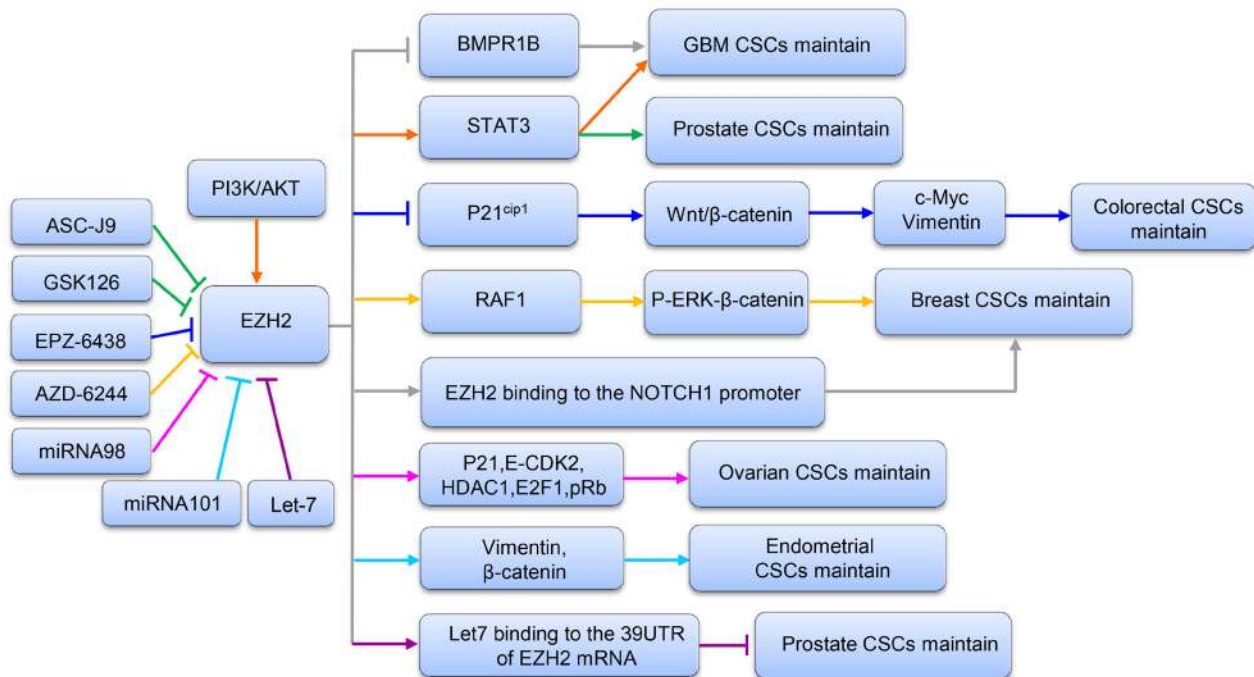 BMPR1B
GBM CSCs maintain
STAT3
Prostate CSCs maintain
PI3K/AKT
P21cip1
Wnt/β-catenin
c-Myc
Vimentin
Colorectal CSCs
maintain
ASC-J9
GSK126
EPZ-6438
AZD-6244
miRNA98
miRNA101
Let-7
EZH2
RAF1
P-ERK-β-catenin
Breast CSCs maintain
EZH2 binding to the NOTCH1 promoter
P21,E-CDK2,
HDAC1,E2F1,pRb
Ovarian CSCs maintain
Vimentin,
β-catenin
Endometrial
CSCs maintain
Let7 binding to the 39UTR
of EZH2 mRNA
Prostate CSCs maintain